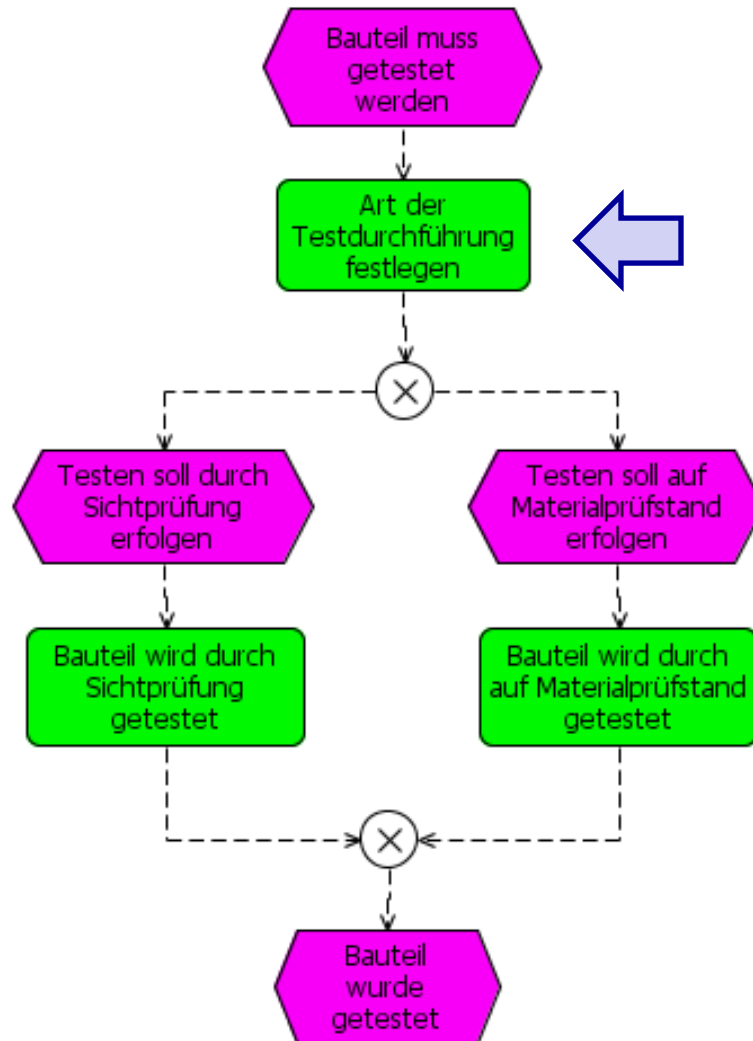 Bauteil muss
getestet
werden
Art der
Testdurchführung
festlegen
Testen soll durch
Sichtprüfung
erfolgen
Testen soll auf
Materialprüfstand
erfolgen
Bauteil wird durch
Sichtprüfung
getestet
Bauteil wird durch
auf Materialprüfstand
getestet
Bauteil
wurde
getestet